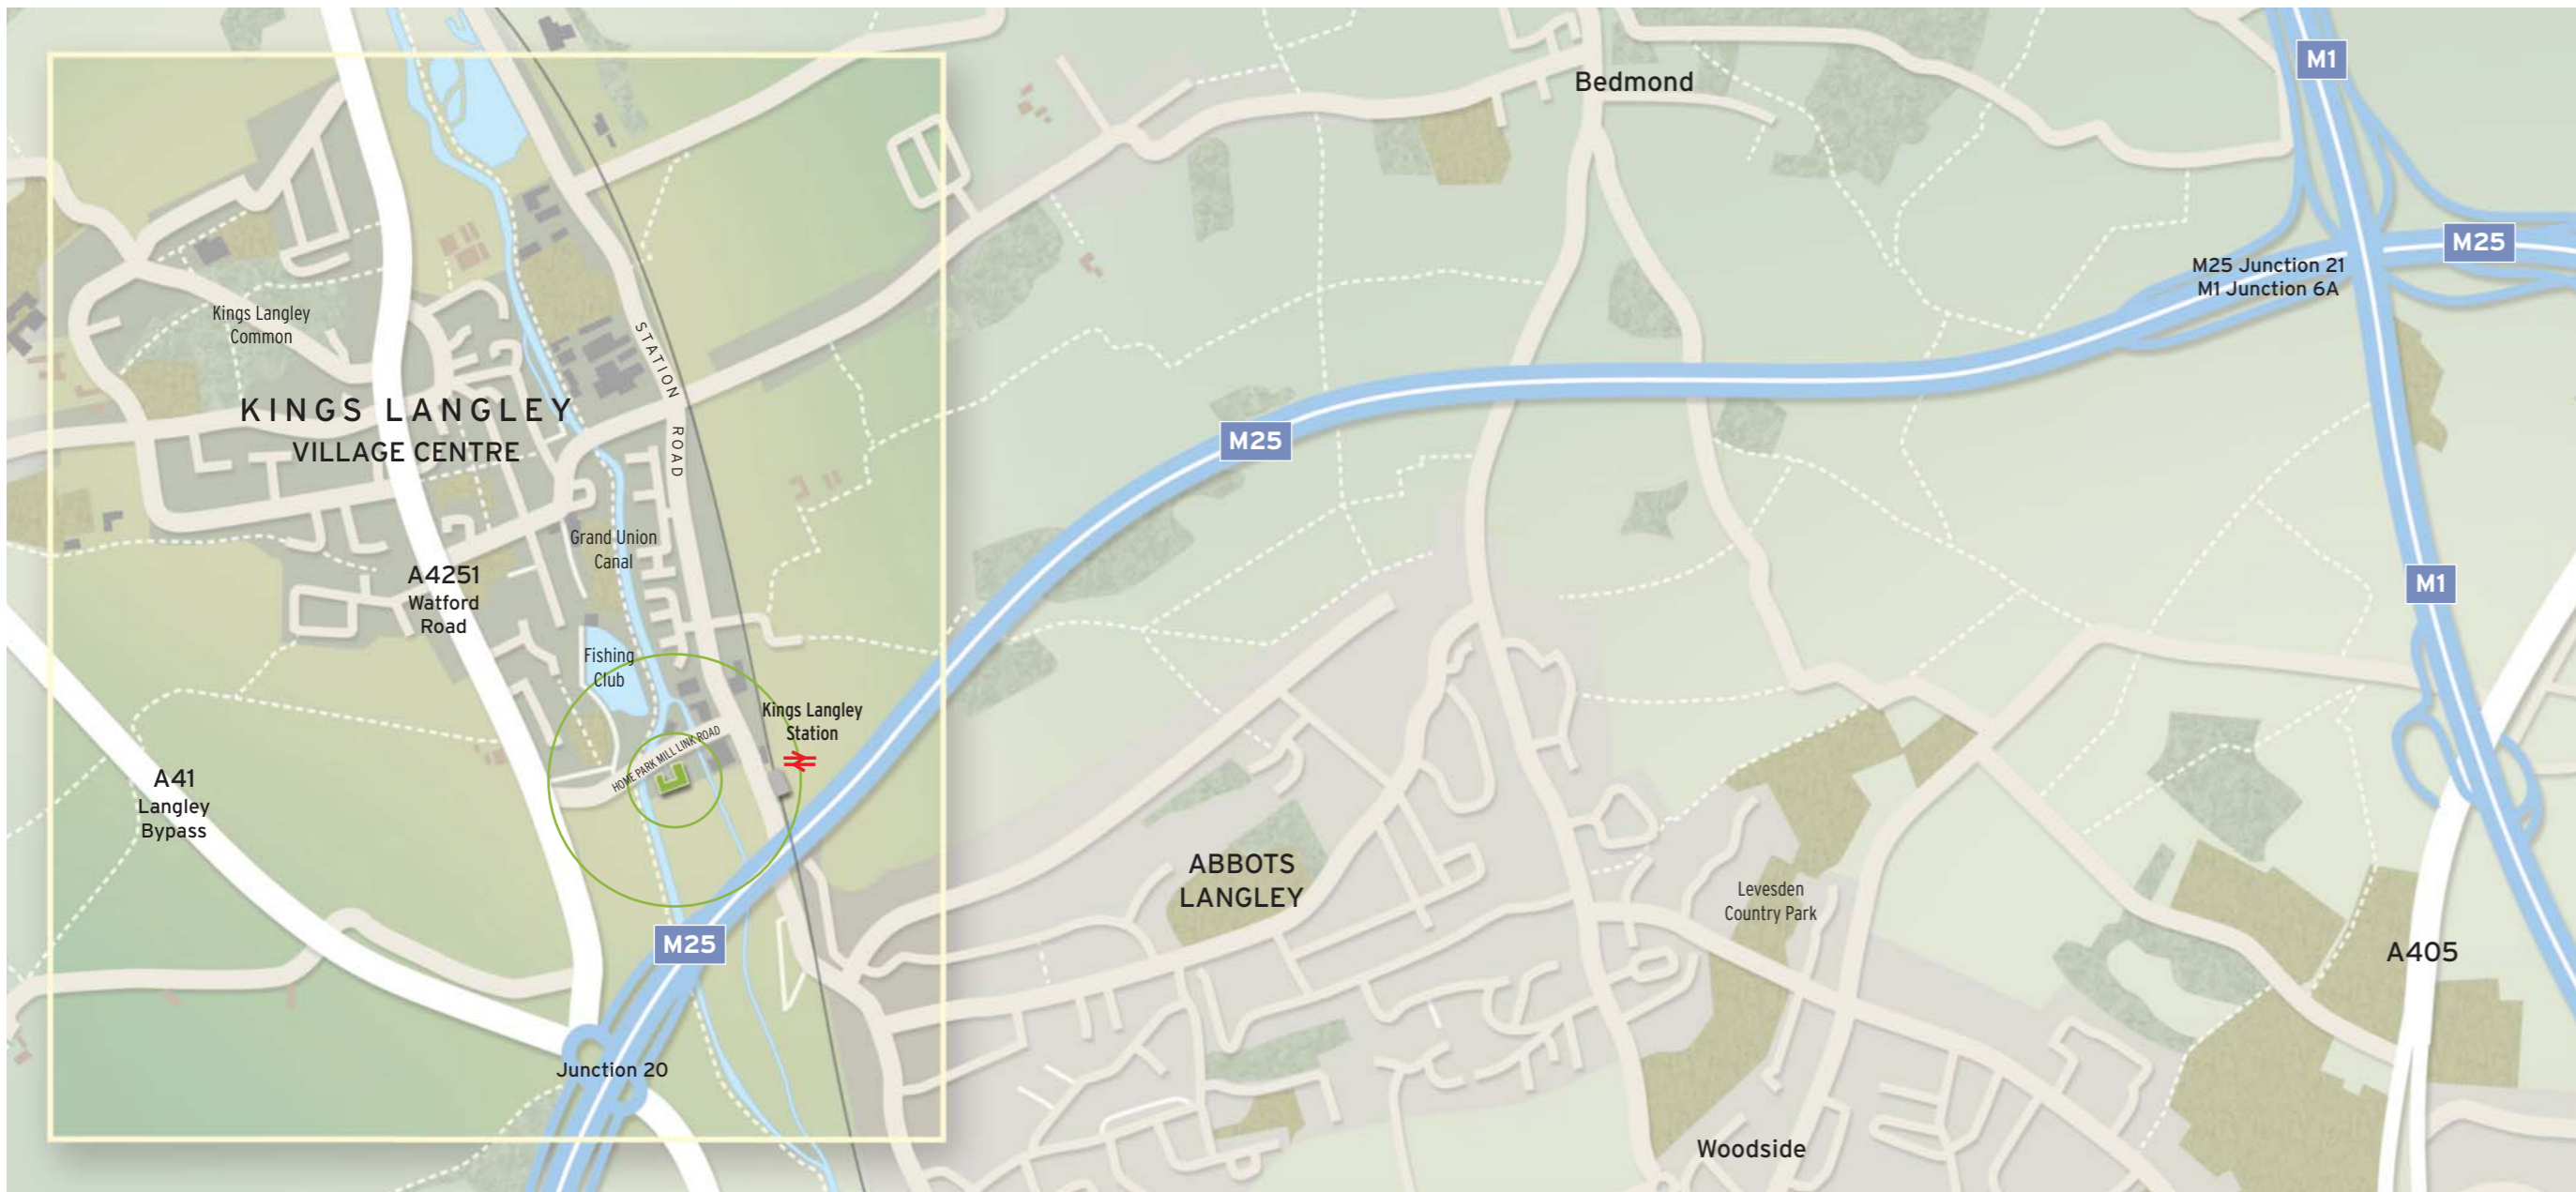 M1
Bedmond
M25
M25 Junction 21
M1 Junction 6A
Kings Langley
Common
STATION ROAD
KINGS LANGLEY
VILLAGE CENTRE
M25
Grand Union
Canal
A4251
Watford
Road
M1
Fishing
Club
Kings Langley
Station
HOME PARK MILL LINK ROAD
A41
Langley
Bypass
ABBOTS
LANGLEY
Levesden
Country Park
M25
A405
Junction 20
Woodside